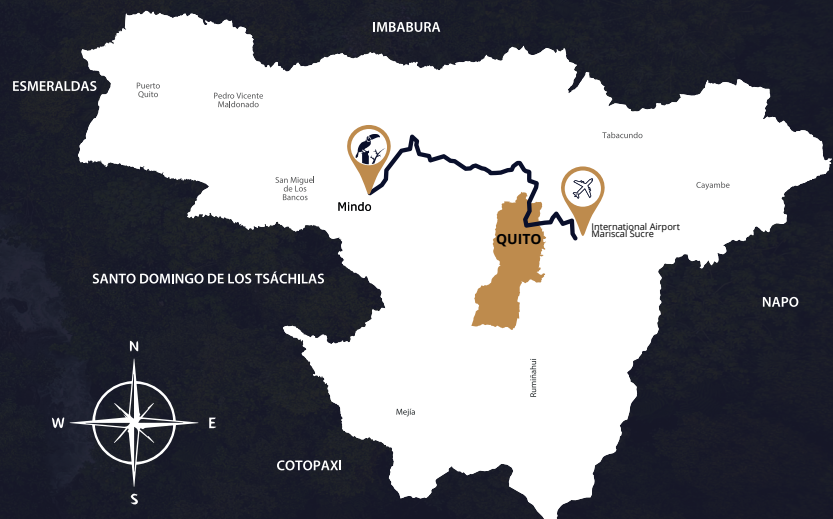 IMBABURA
ESMERALDAS
Puerto
Quito
Pedro Vicente
Maldonado
Tabacundo
San Miguel
de Los
Bancos
Cayambe
Mindo
International Airport
Mariscal Sucre
QUITO
SANTO DOMINGO DE LOS TSÁCHILAS
NAPO
N
Rumiñahui
Mejía
W
E
COTOPAXI
S